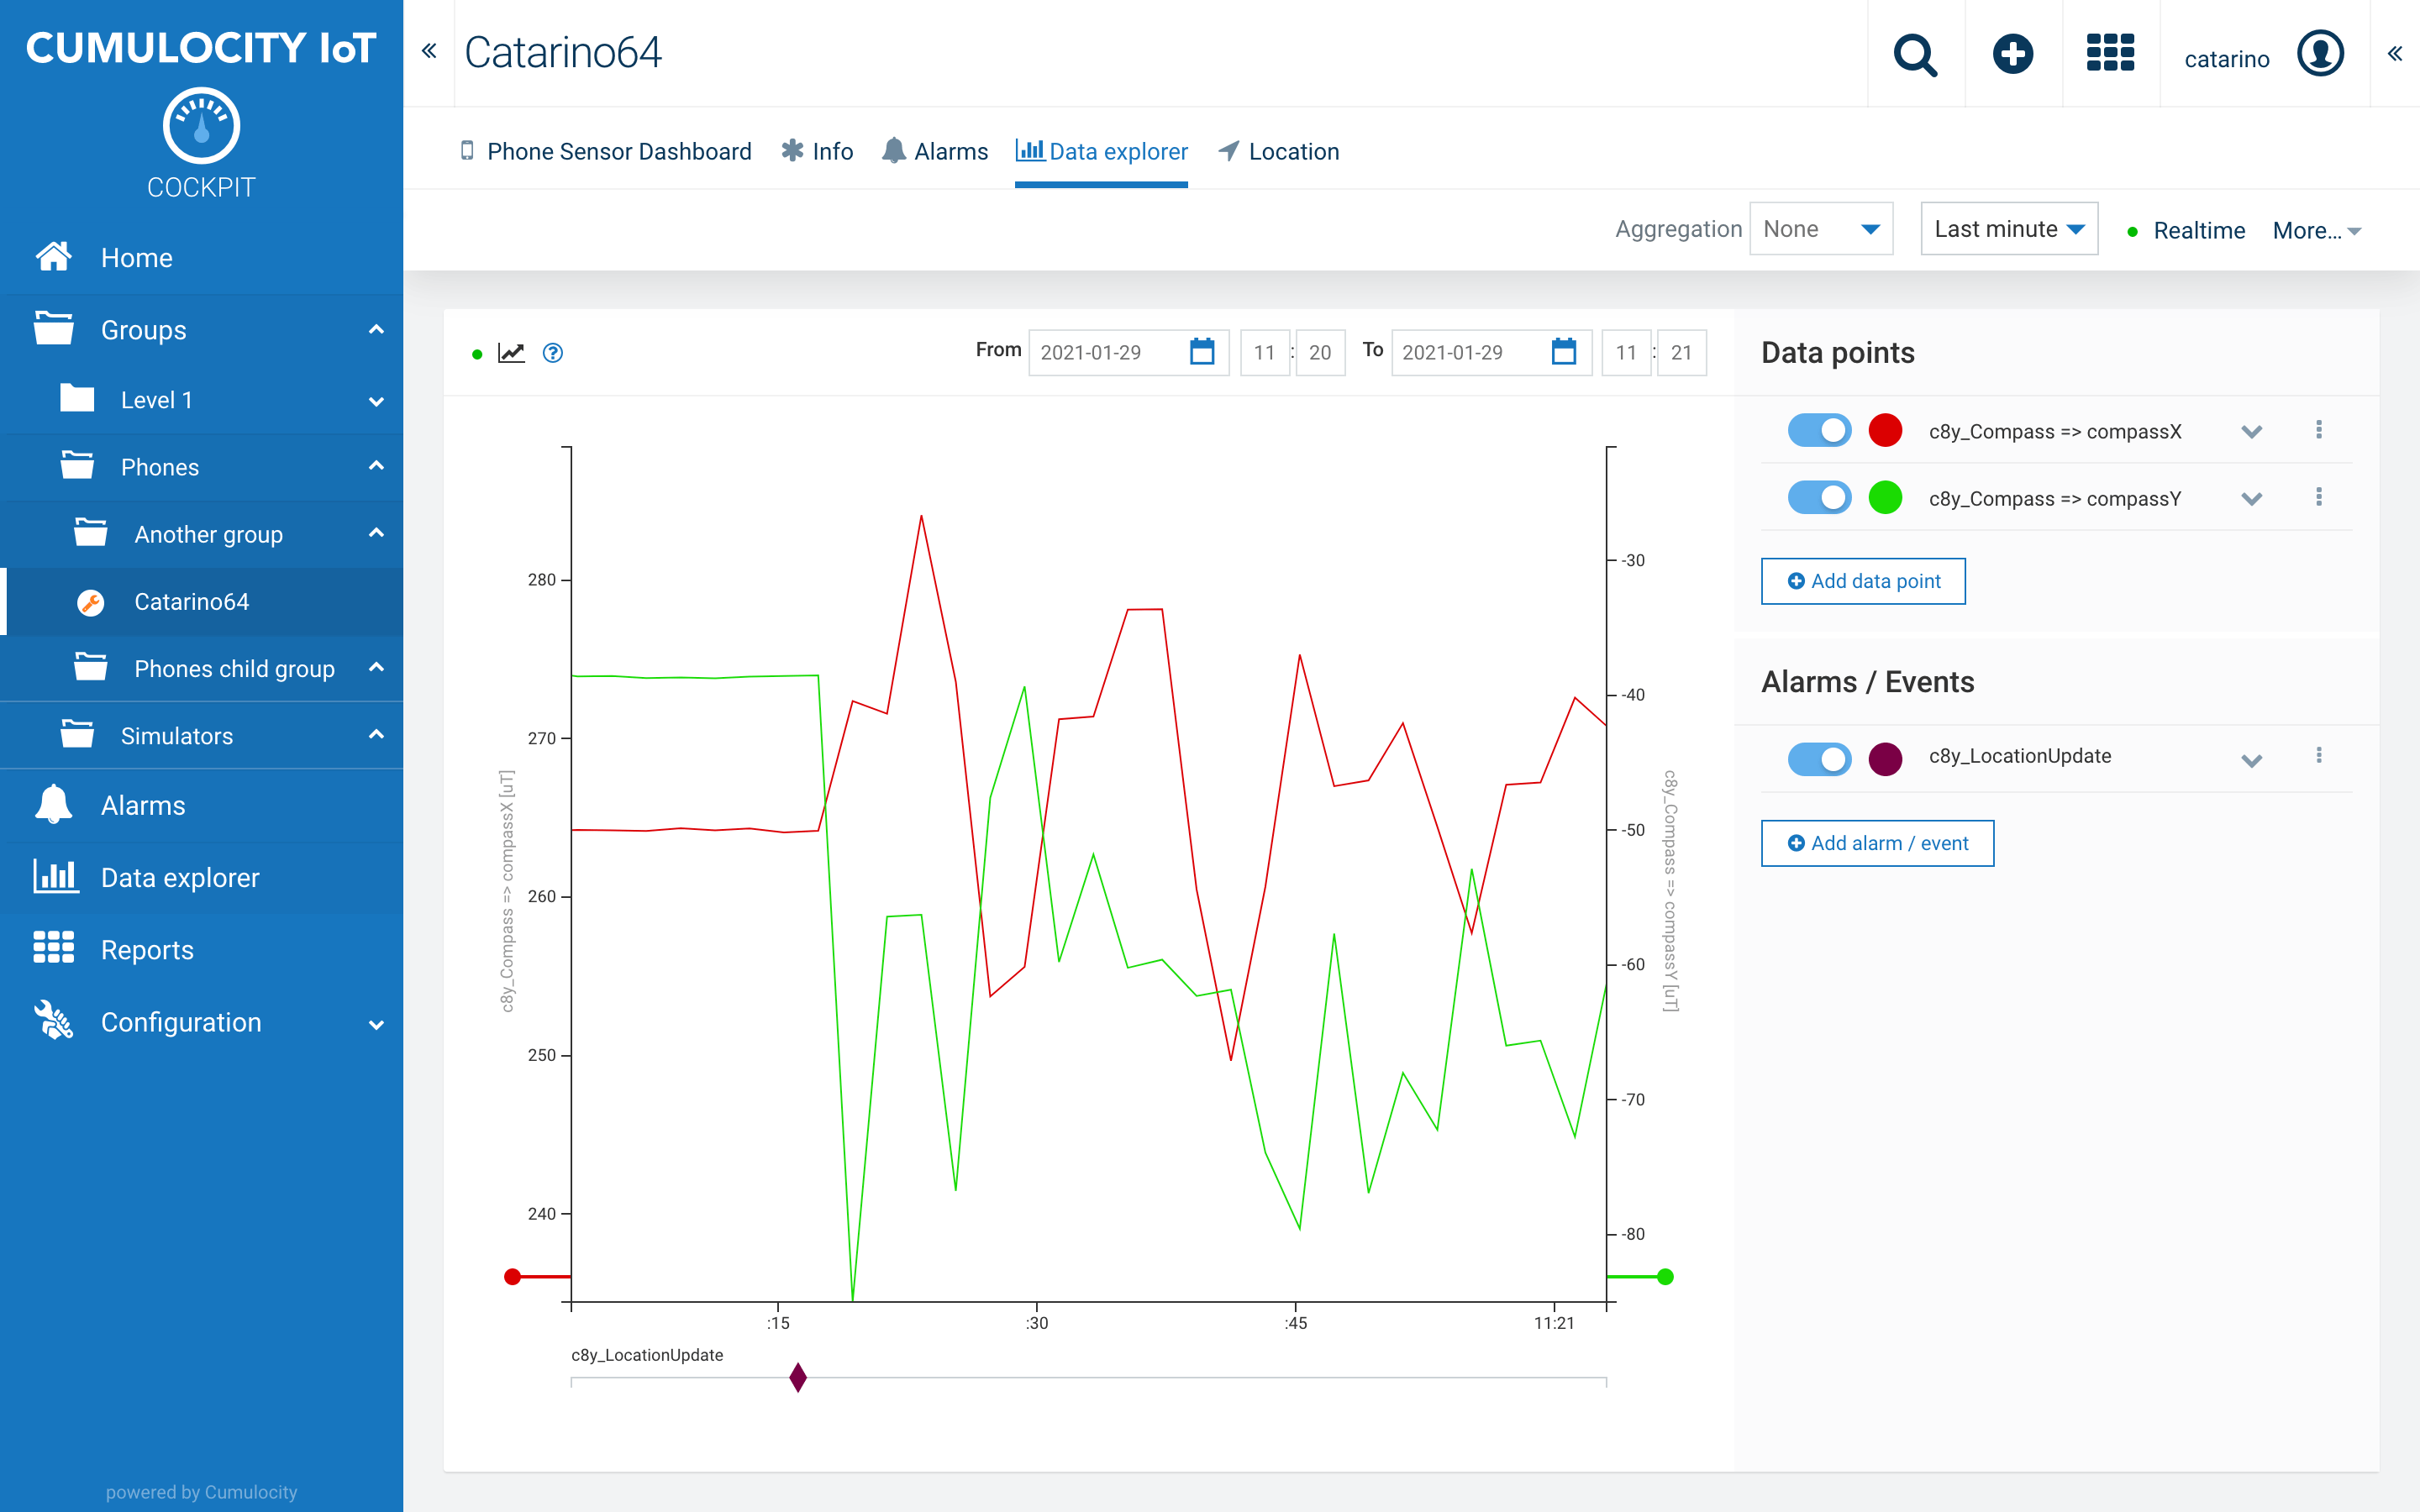 CUMULOCITY IoT
COCKPIT
Home
Groups
Level 1
Phones
Another group
Catarino64
Phones child group
Simulators
Alarms
Data explorer
Reports
Configuration
powered by Cumulocity
Catarino64
catarino
Phone Sensor Dashboard Info Alarms Data explorer Location
Aggregation None Last minute Realtime More...
From 2021-01-29 11 : 20 To 2021-01-29 11 : 21
280
270
260
250
240
c8y_Compass => compassX [uT]
-30
-40
-50
-60
-70
-80
c8y_Compass => compassY [uT]
:15 :30 :45 11:21
c8y_LocationUpdate
Data points
c8y_Compass => compassX
c8y_Compass => compassY
Add data point
Alarms / Events
c8y_LocationUpdate
Add alarm / event